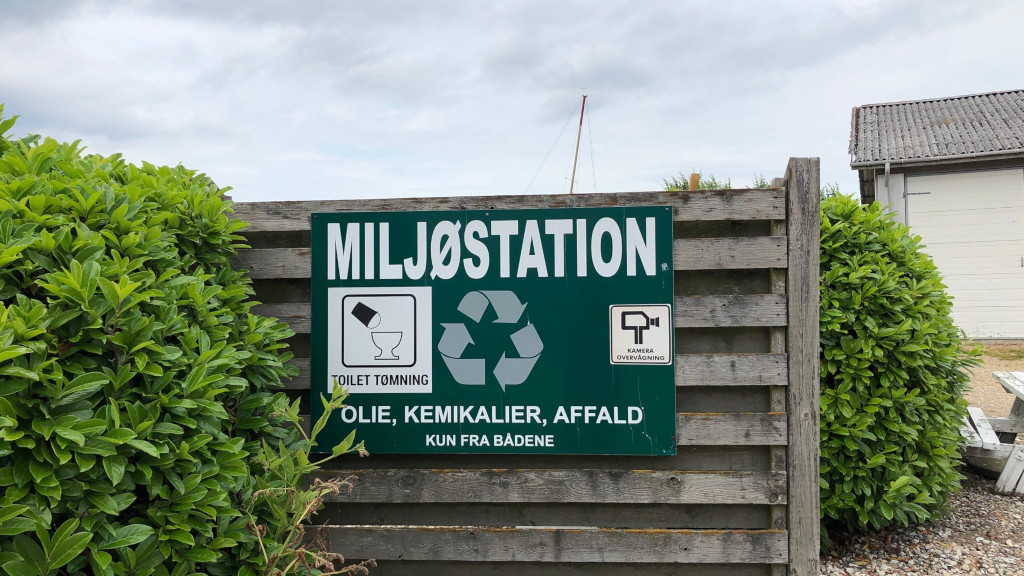 MILJØSTATION
TOILET TØMNING
KAMERA
OVERVÅGNING
OLIE, KEMIKALIER, AFFALD
KUN FRA BÅDENE